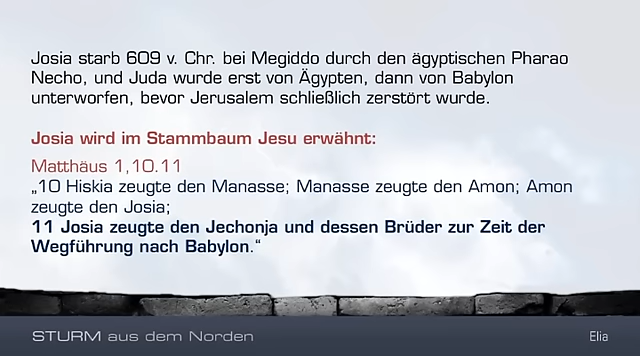 Josia starb 609 v. Chr. bei Megiddo durch den ägyptischen Pharao
Necho, und Juda wurde erst von Ägypten, dann von Babylon
unterworfen, bevor Jerusalem schließlich zerstört wurde.
Josia wird im Stammbaum Jesu erwähnt:
Matthäus 1,10.11
„10 Hiskia zeugte den Manasse; Manasse zeugte den Amon; Amon
zeugte den Josia;
11 Josia zeugte den Jechonja und dessen Brüder zur Zeit der
Wegführung nach Babylon.“
STURM aus dem Norden
Elia